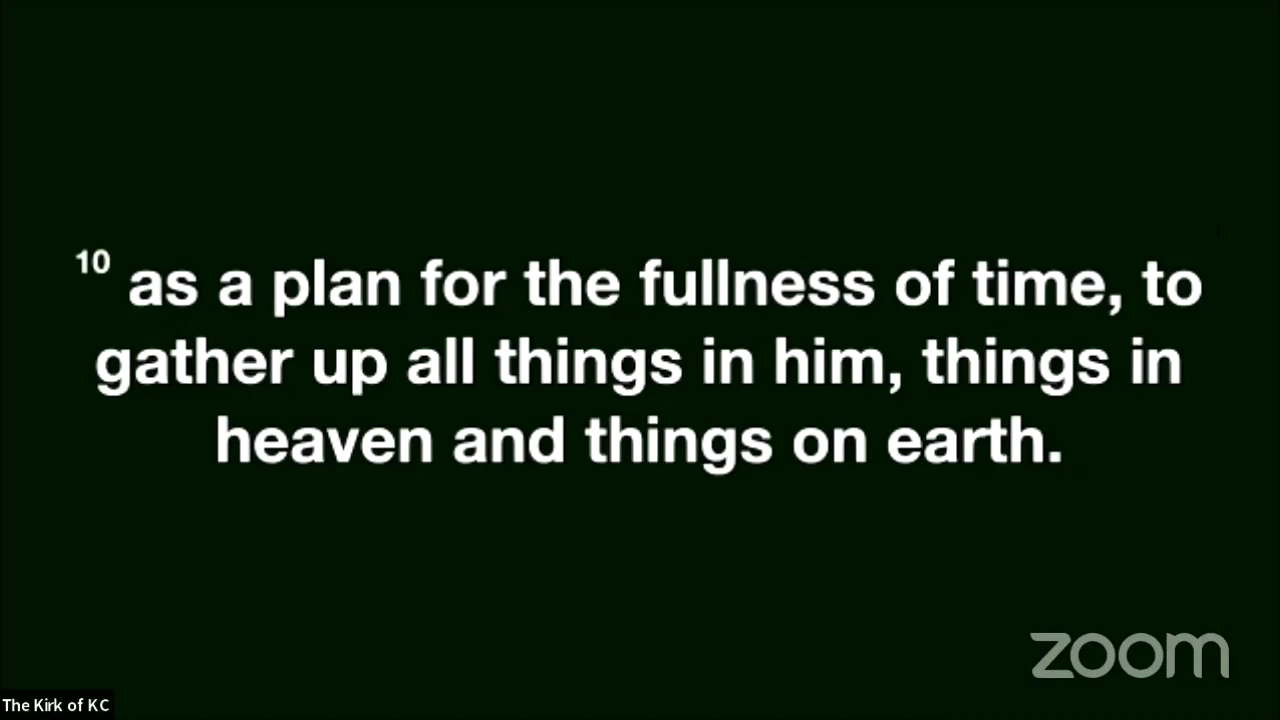 10 as a plan for the fullness of time, to
gather up all things in him, things in
heaven and things on earth.
zoom
The Kirk of KC